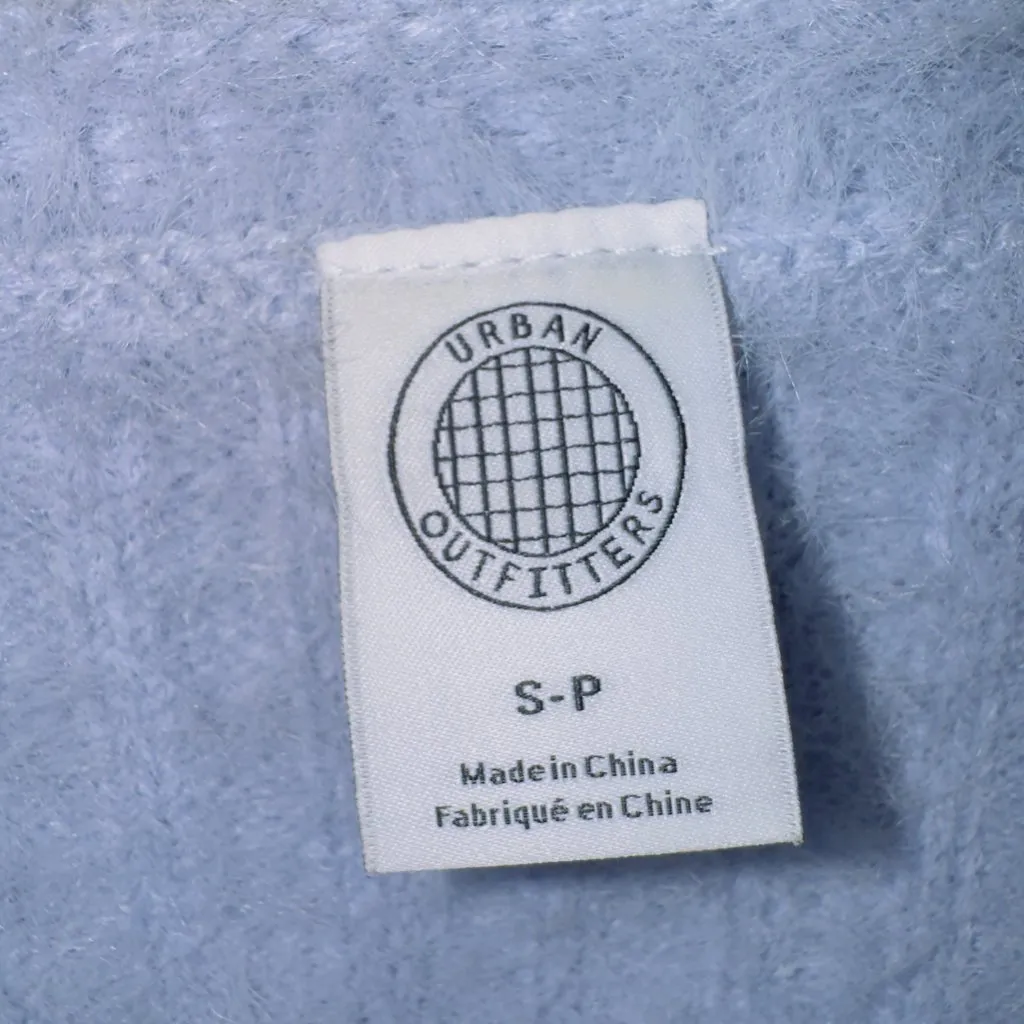 URBAN
OUTFITTERS
S-P
Made in China
Fabriqué en Chine